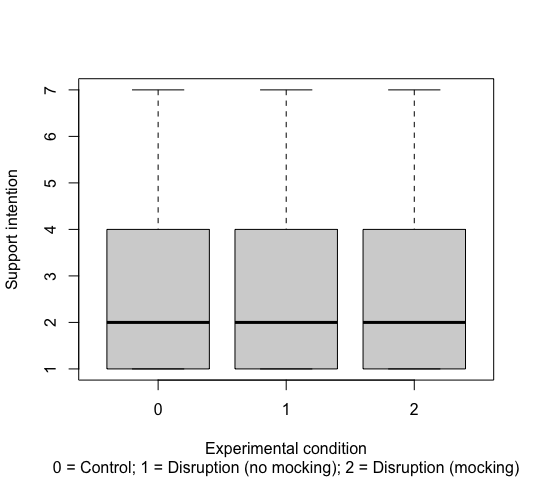 Support intention
7
6
5
4
3
2
1
0 1 2
Experimental condition
0 = Control; 1 = Disruption (no mocking); 2 = Disruption (mocking)